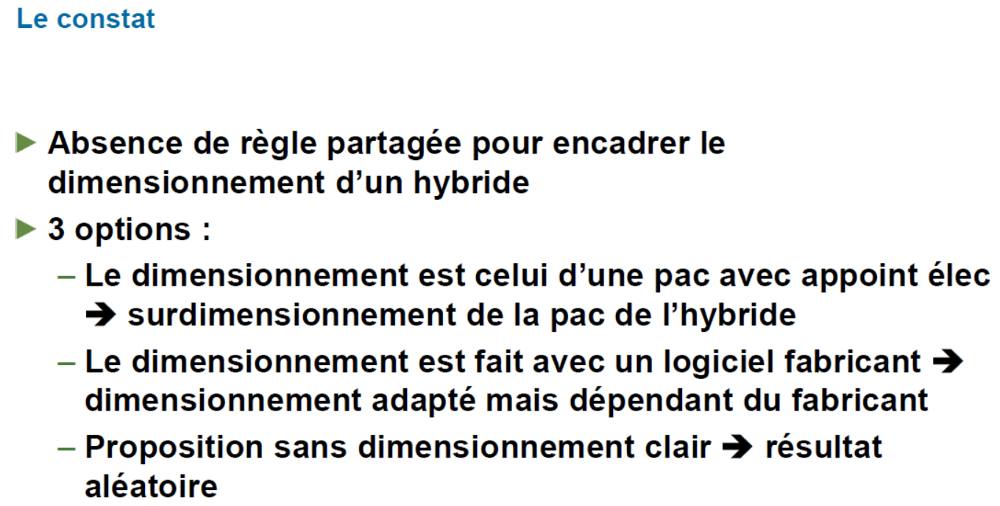 Le constat
► Absence de règle partagée pour encadrer le
dimensionnement d'un hybride
► 3 options :
– Le dimensionnement est celui d'une pac avec appoint élec
➔ surdimensionnement de la pac de l'hybride
– Le dimensionnement est fait avec un logiciel fabricant ➔
dimensionnement adapté mais dépendant du fabricant
– Proposition sans dimensionnement clair ➔ résultat
aléatoire